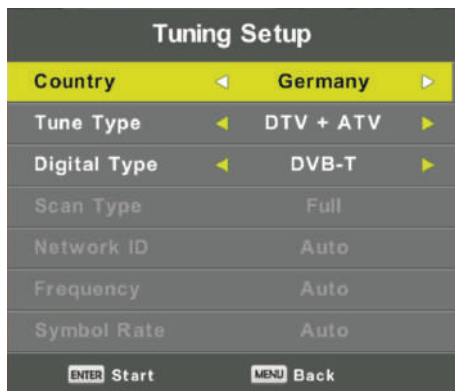 Tuning Setup
Country Germany
Tune Type DTV + ATV
Digital Type DVB-T
Scan Type Full
Network ID Auto
Frequency Auto
Symbol Rate Auto
ENTER Start MENU Back